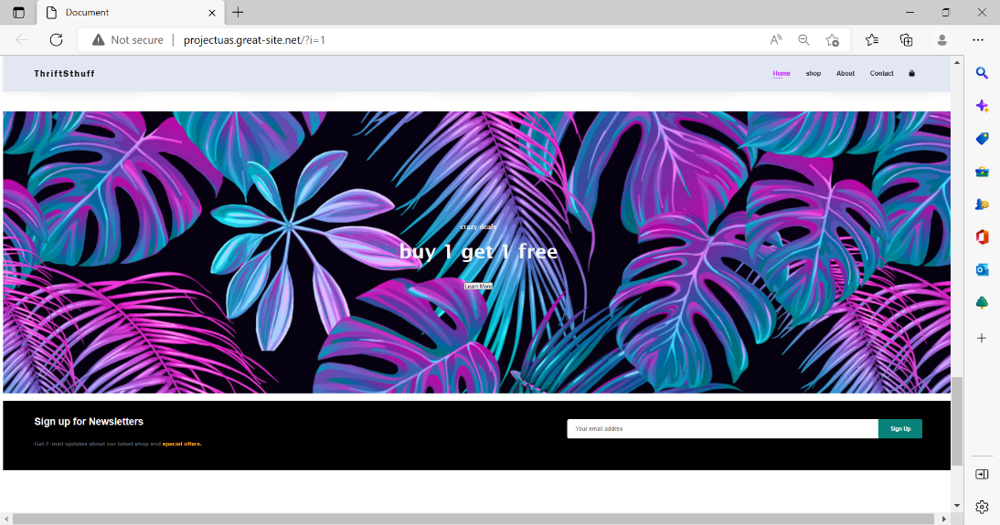 Document
Not secure
projectuas.great-site.net/?i=1
ThriftSthuff
Home shop About Contact
crazy deals
buy 1 get 1 free
Learn More
Sign up for Newsletters
Get E-mail updates about our latest shop and special offers.
Your email addres
Sign Up